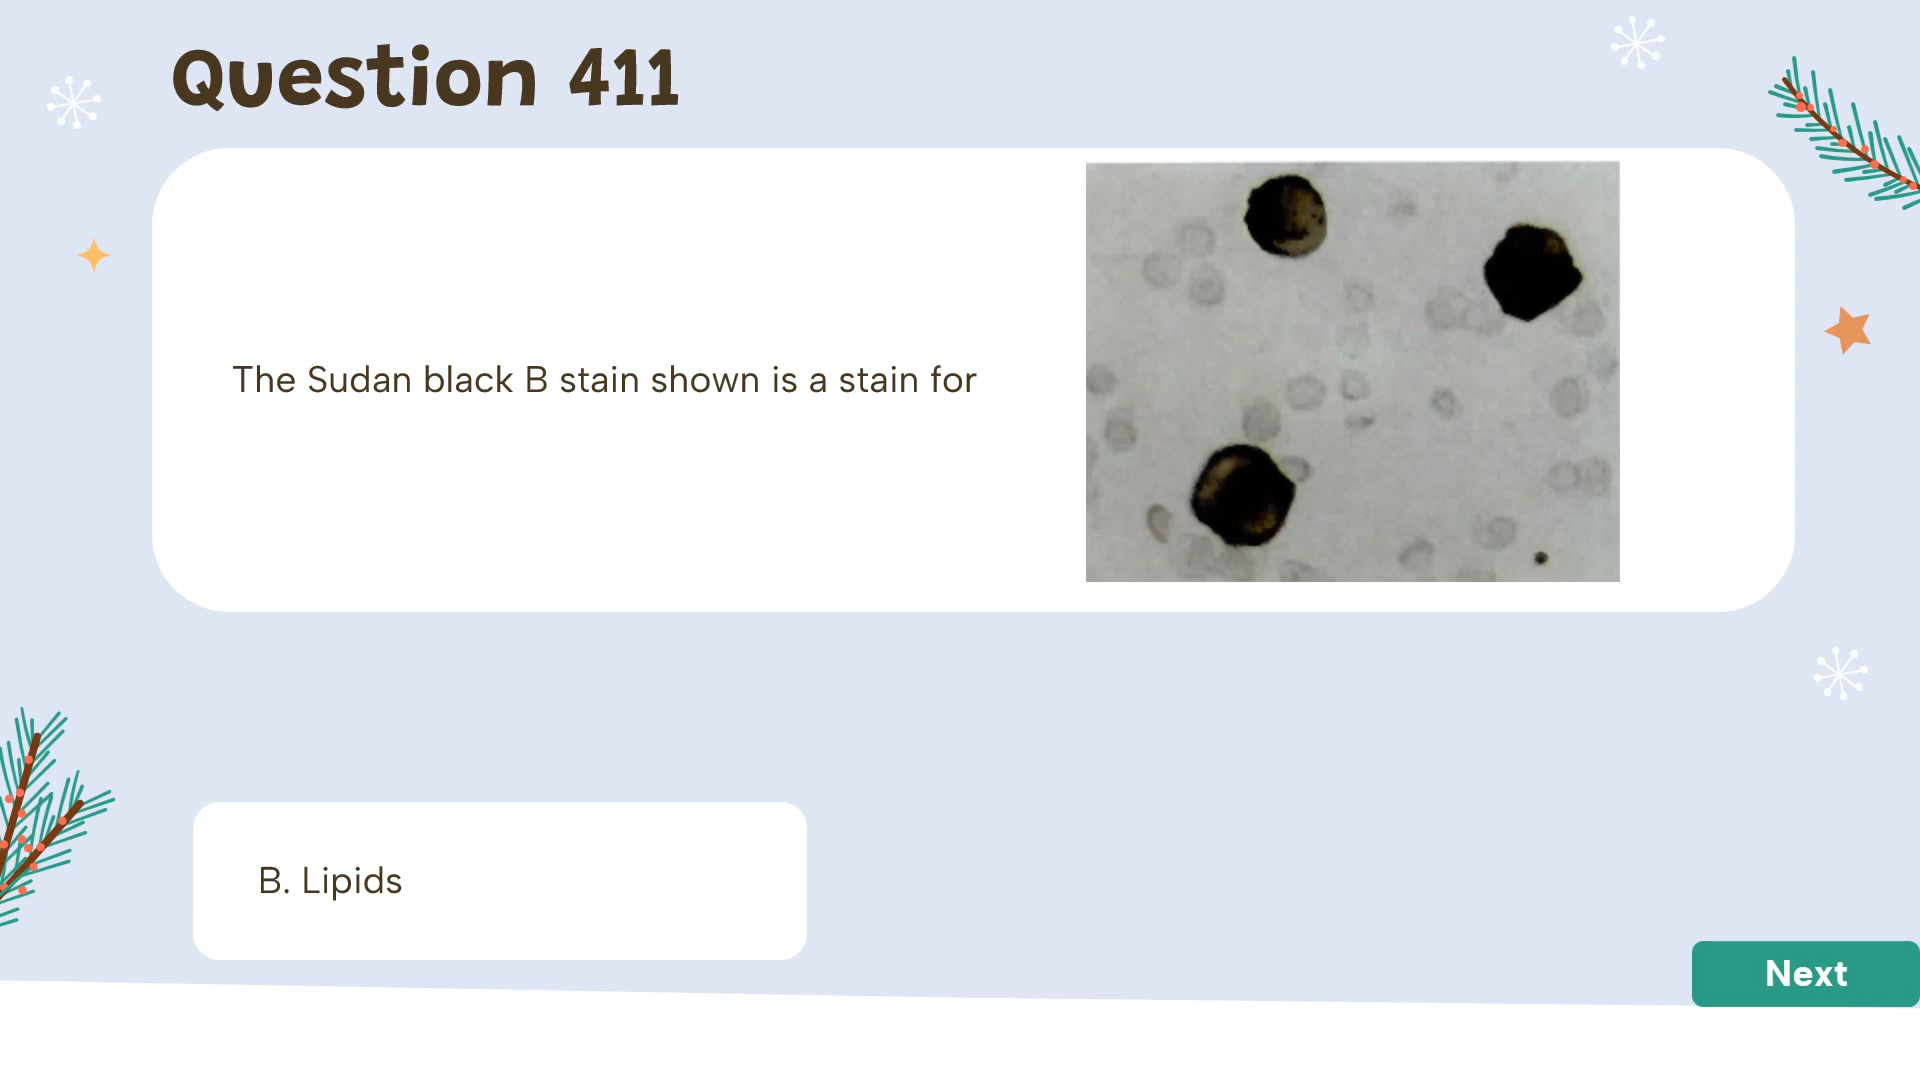 Question 411
The Sudan black B stain shown is a stain for
B. Lipids
Next